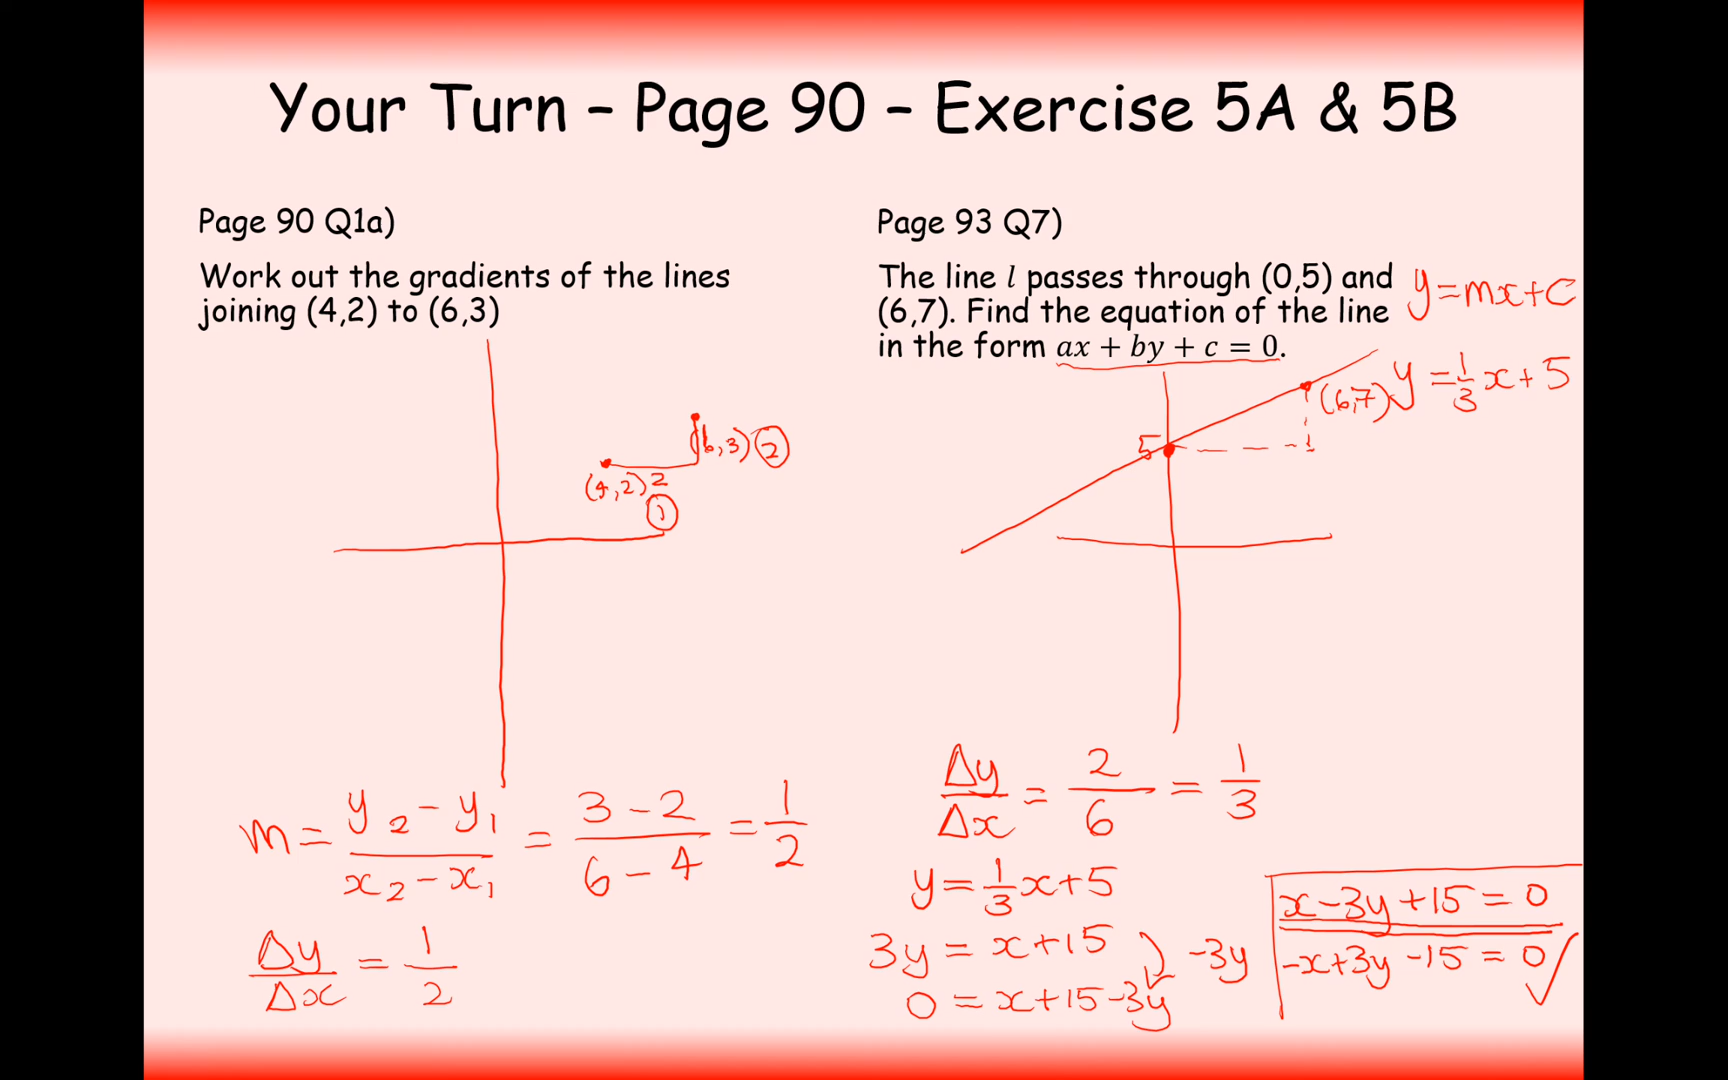 Your Turn – Page 90 – Exercise 5A & 5B
Page 90 Q1a)
Work out the gradients of the lines
joining (4,2) to (6,3)
(6,3) ②
(4,2) 2
①
m = (y₂ - y₁)/(x₂ - x₁) = (3 - 2)/(6 - 4) = 1/2
Δy/Δx = 1/2
Page 93 Q7)
The line l passes through (0,5) and
(6,7). Find the equation of the line
in the form ax + by + c = 0.
y = mx + c
y = 1/3 x + 5
(6,7)
5
Δy/Δx = 2/6 = 1/3
y = 1/3 x + 5
3y = x + 15
-3y
0 = x + 15 - 3y
x - 3y + 15 = 0
-x + 3y - 15 = 0 ✓